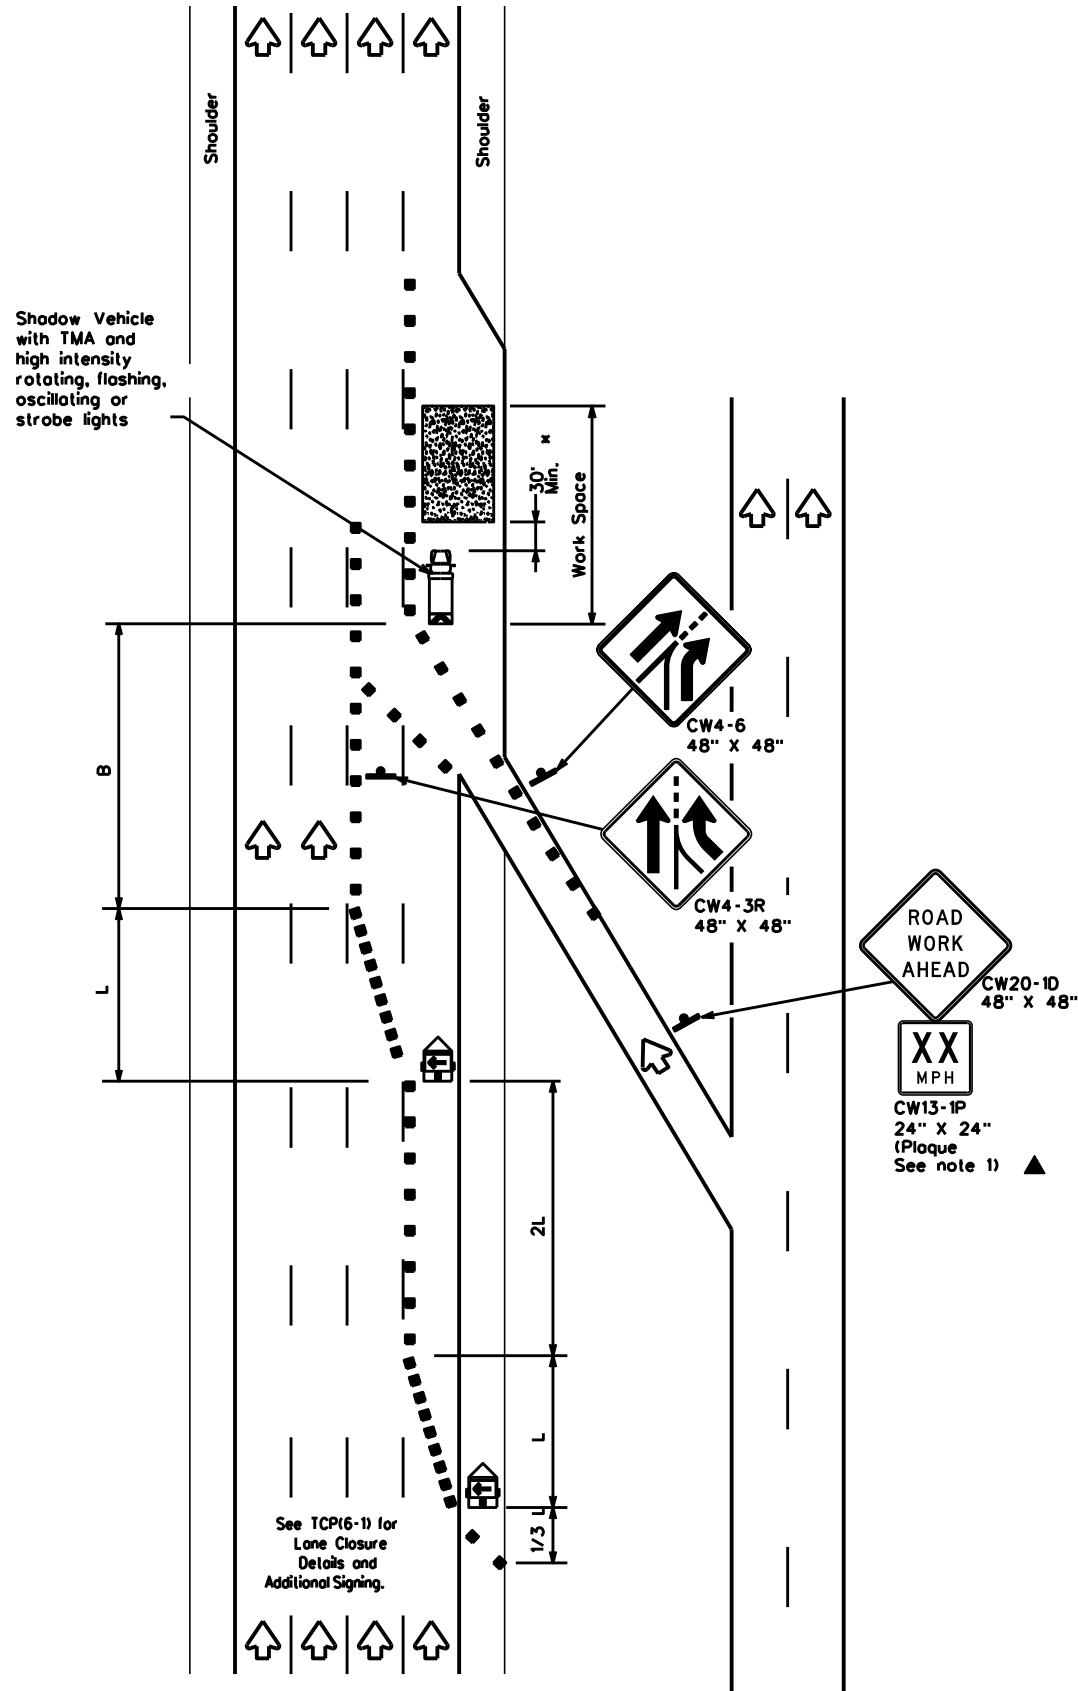 Shoulder
Shoulder
Shadow Vehicle
with TMA and
high intensity
rotating, flashing,
oscillating or
strobe lights
30'
Min.
x
Work Space
CW4-6
48" X 48"
B
CW4-3R
48" X 48"
ROAD
WORK
AHEAD
CW20-1D
48" X 48"
L
XX
MPH
CW13-1P
24" X 24"
(Plaque
See note 1)
2L
L
1/3 L
See TCP(6-1) for
Lane Closure
Details and
Additional Signing.